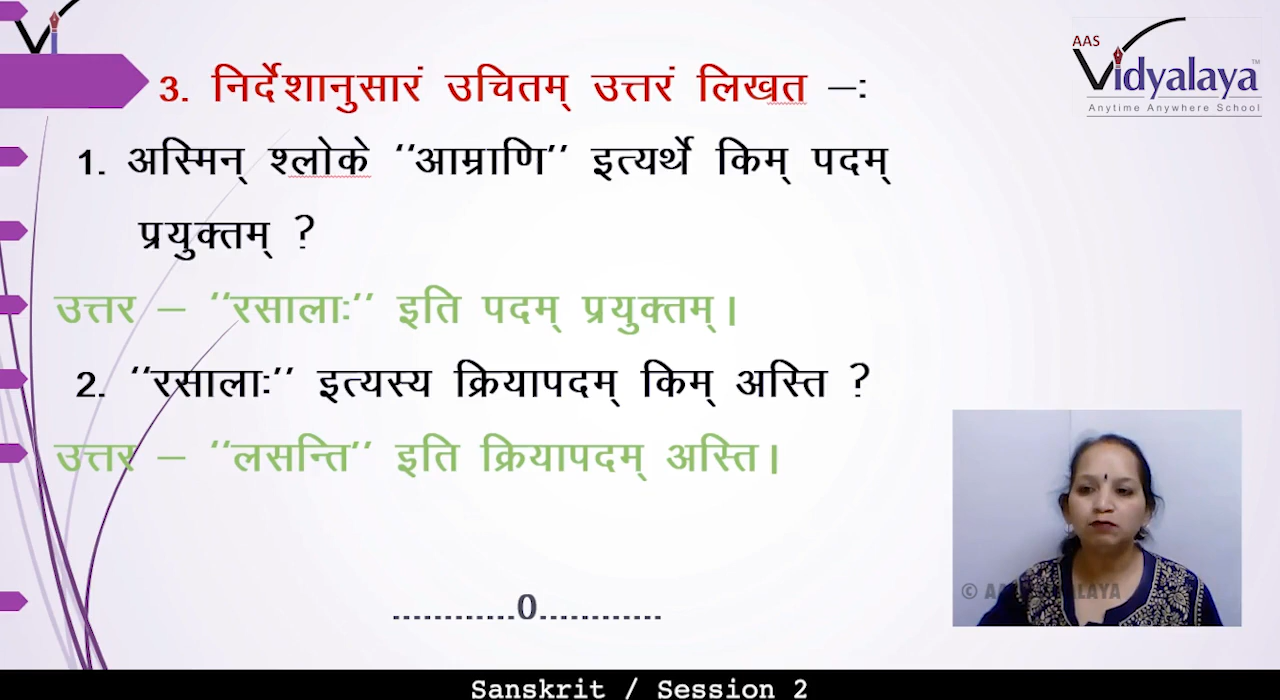 AAS
Vidyalaya™
Anytime Anywhere School
3. निर्देशानुसारं उचितम् उत्तरं लिखत –:
1. अस्मिन् श्लोके ‘‘आम्राणि’’ इत्यर्थे किम् पदम्
प्रयुक्तम् ?
उत्तर – ‘‘रसालाः’’ इति पदम् प्रयुक्तम्।
2. ‘‘रसालाः’’ इत्यस्य क्रियापदम् किम् अस्ति ?
उत्तर – ‘‘लसन्ति’’ इति क्रियापदम् अस्ति।
© AAS VIDYALAYA
............0............
Sanskrit / Session 2